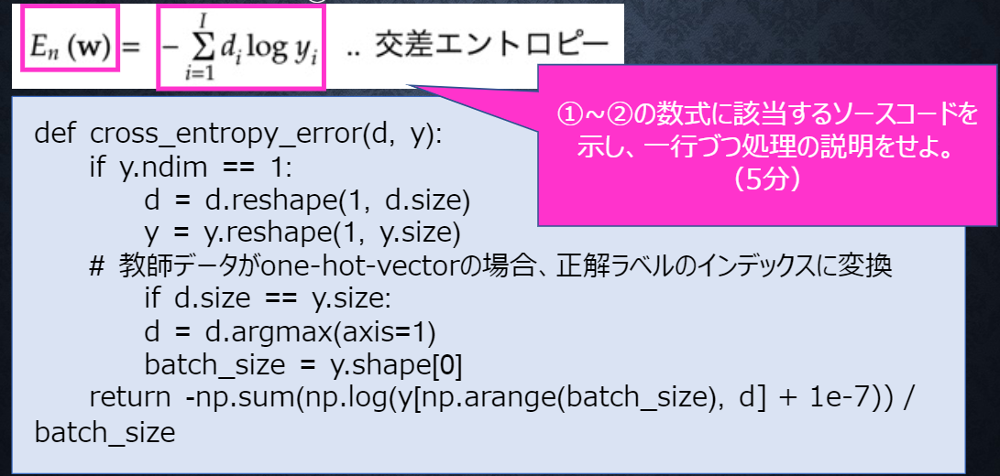 Eₙ(w) = − Σ_{i=1}^{I} dᵢ log yᵢ .. 交差エントロピー
①~②の数式に該当するソースコードを
示し、一行づつ処理の説明をせよ。
(5分)
def cross_entropy_error(d, y):
    if y.ndim == 1:
        d = d.reshape(1, d.size)
        y = y.reshape(1, y.size)
    # 教師データがone-hot-vectorの場合、正解ラベルのインデックスに変換
        if d.size == y.size:
        d = d.argmax(axis=1)
        batch_size = y.shape[0]
    return -np.sum(np.log(y[np.arange(batch_size), d] + 1e-7)) /
batch_size